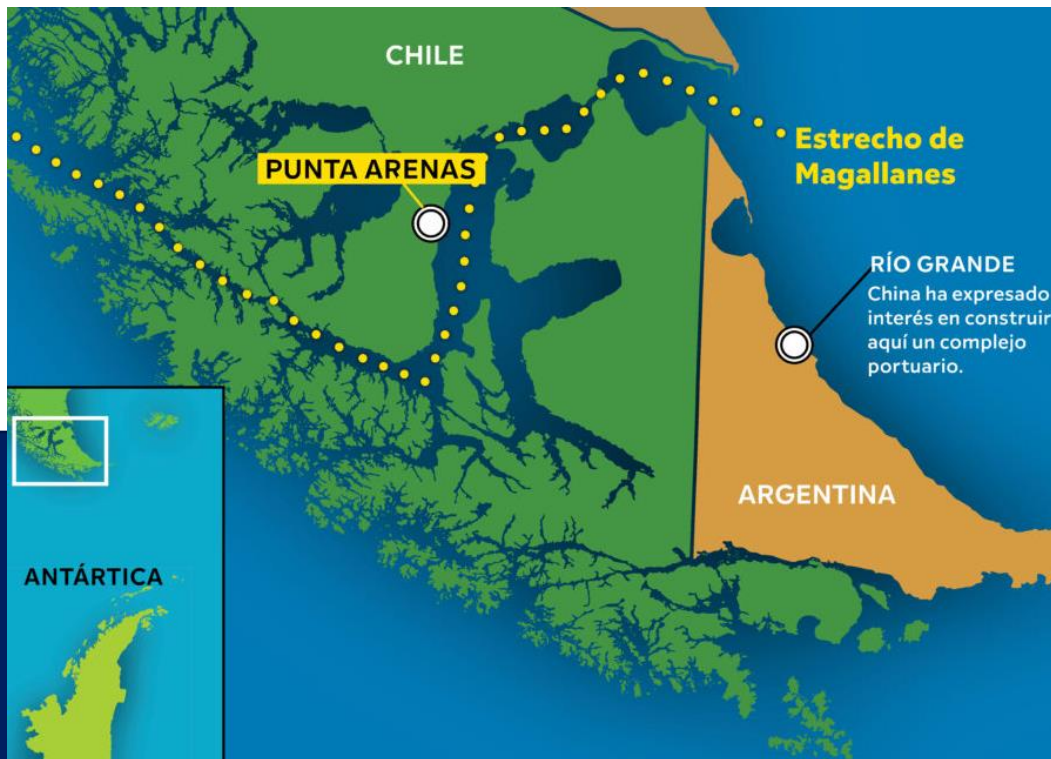 CHILE
PUNTA ARENAS
Estrecho de
Magallanes
RÍO GRANDE
China ha expresado
interés en construir
aquí un complejo
portuario.
ARGENTINA
ANTÁRTICA